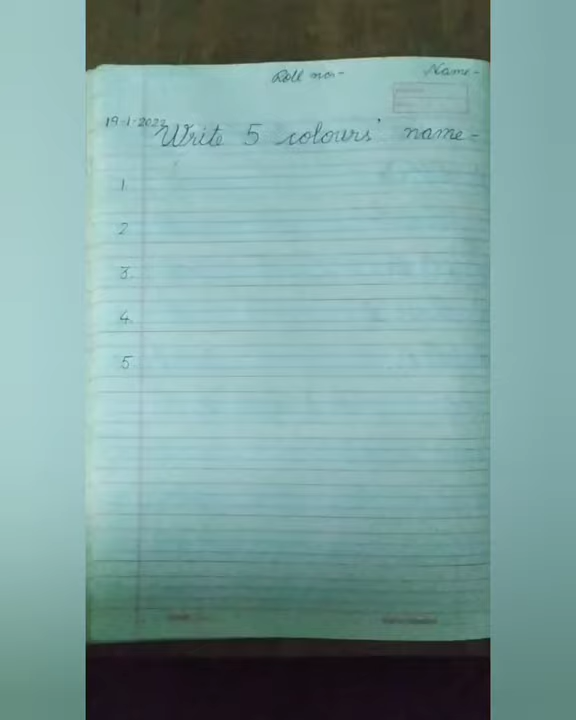 Roll no:- Name-
19-1-2022 Write 5 colours' name-
1
2
3.
4.
5